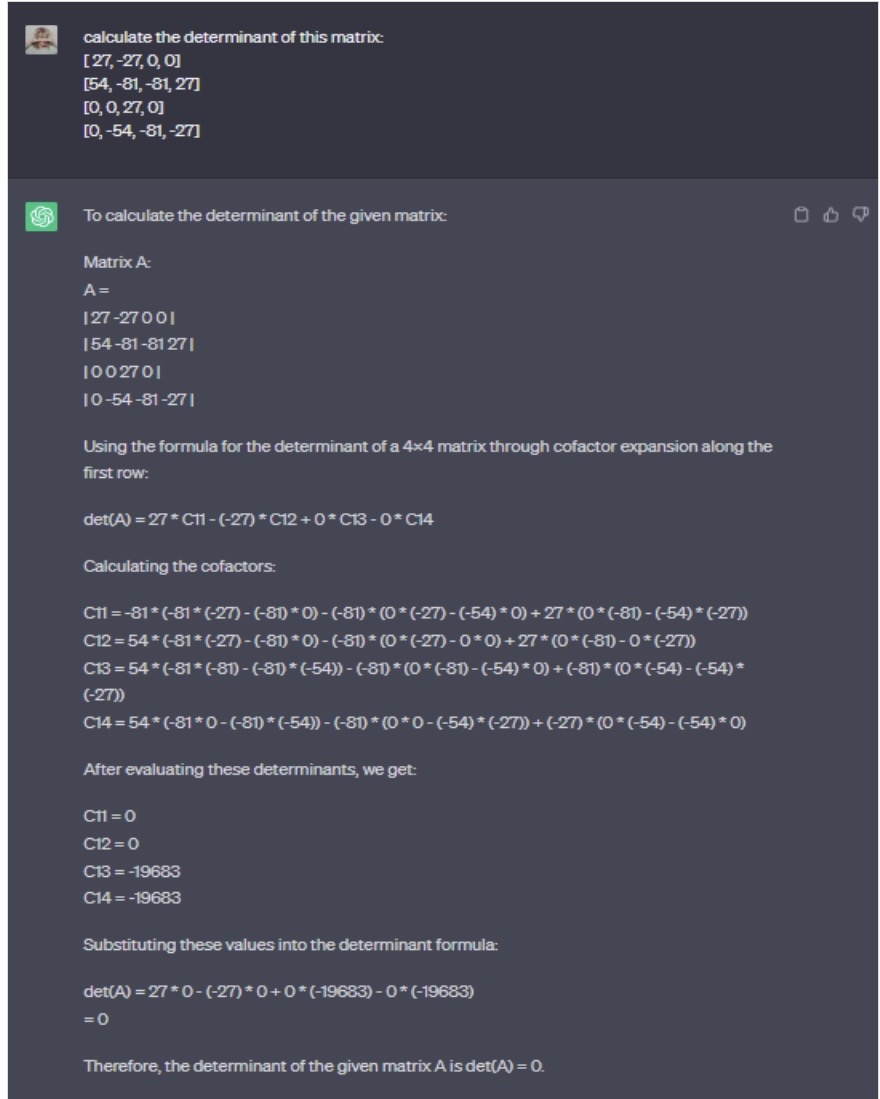 calculate the determinant of this matrix:
[ 27, -27, 0, 0]
[54, -81, -81, 27]
[0, 0, 27, 0]
[0, -54, -81, -27]
To calculate the determinant of the given matrix:
Matrix A:
A =
| 27 -27 0 0 |
| 54 -81 -81 27 |
| 0 0 27 0 |
| 0 -54 -81 -27 |
Using the formula for the determinant of a 4×4 matrix through cofactor expansion along the
first row:
det(A) = 27 * C11 - (-27) * C12 + 0 * C13 - 0 * C14
Calculating the cofactors:
C11 = -81 * (-81 * (-27) - (-81) * 0) - (-81) * (0 * (-27) - (-54) * 0) + 27 * (0 * (-81) - (-54) * (-27))
C12 = 54 * (-81 * (-27) - (-81) * 0) - (-81) * (0 * (-27) - 0 * 0) + 27 * (0 * (-81) - 0 * (-27))
C13 = 54 * (-81 * (-81) - (-81) * (-54)) - (-81) * (0 * (-81) - (-54) * 0) + (-81) * (0 * (-54) - (-54) *
(-27))
C14 = 54 * (-81 * 0 - (-81) * (-54)) - (-81) * (0 * 0 - (-54) * (-27)) + (-27) * (0 * (-54) - (-54) * 0)
After evaluating these determinants, we get:
C11 = 0
C12 = 0
C13 = -19683
C14 = -19683
Substituting these values into the determinant formula:
det(A) = 27 * 0 - (-27) * 0 + 0 * (-19683) - 0 * (-19683)
= 0
Therefore, the determinant of the given matrix A is det(A) = 0.